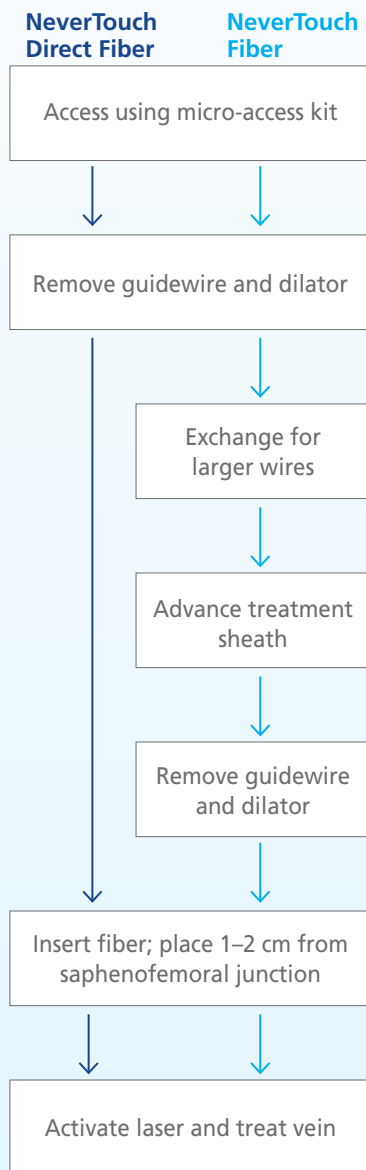 NeverTouch
Direct Fiber
NeverTouch
Fiber
Access using micro-access kit
Remove guidewire and dilator
Exchange for
larger wires
Advance treatment
sheath
Remove guidewire
and dilator
Insert fiber; place 1–2 cm from
saphenofemoral junction
Activate laser and treat vein